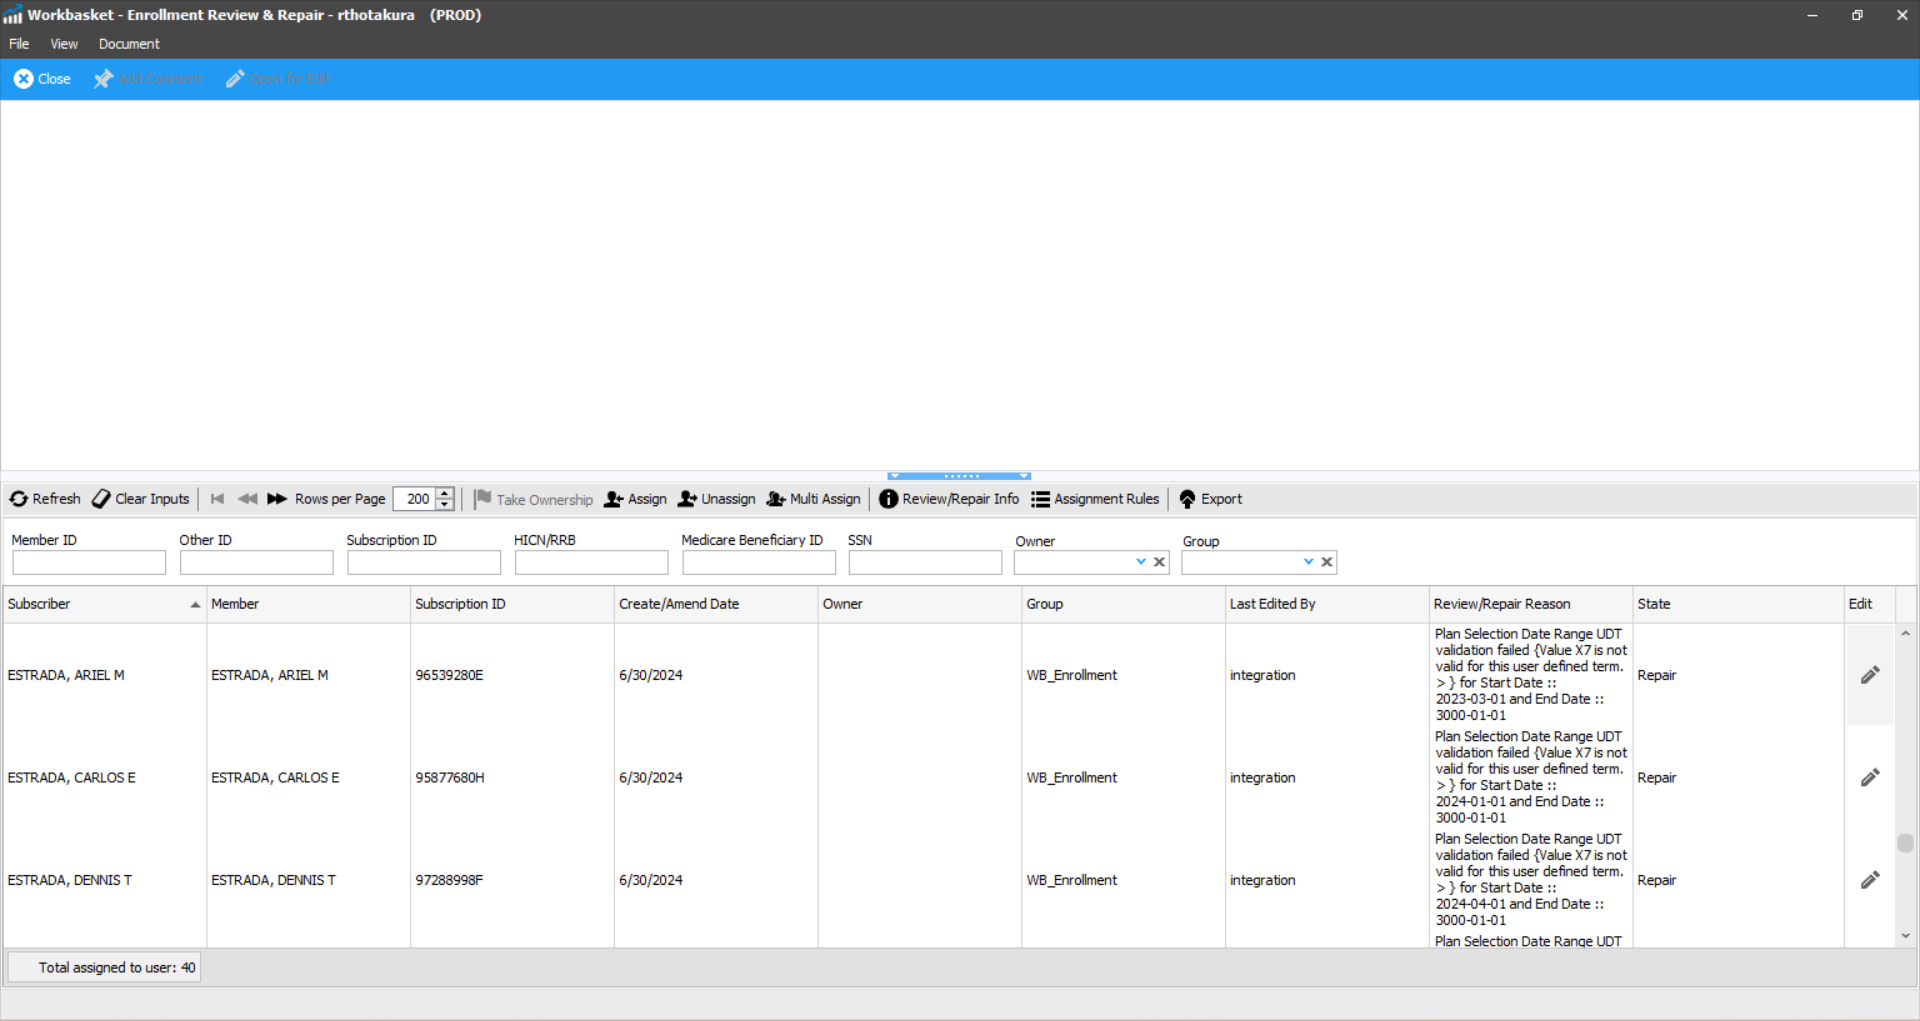 Workbasket - Enrollment Review & Repair - rthotakura (PROD)
File View Document
Close Add Comment Open for Edit
Refresh Clear Inputs Rows per Page 200 Take Ownership Assign Unassign Multi Assign Review/Repair Info Assignment Rules Export
Member ID Other ID Subscription ID HICN/RRB Medicare Beneficiary ID SSN Owner Group
Subscriber Member Subscription ID Create/Amend Date Owner Group Last Edited By Review/Repair Reason State Edit
Plan Selection Date Range UDT
validation failed {Value X7 is not
valid for this user defined term.
ESTRADA, ARIEL M ESTRADA, ARIEL M 96539280E 6/30/2024 WB_Enrollment integration > } for Start Date :: Repair
2023-03-01 and End Date ::
3000-01-01
Plan Selection Date Range UDT
validation failed {Value X7 is not
valid for this user defined term.
ESTRADA, CARLOS E ESTRADA, CARLOS E 95877680H 6/30/2024 WB_Enrollment integration > } for Start Date :: Repair
2024-01-01 and End Date ::
3000-01-01
Plan Selection Date Range UDT
validation failed {Value X7 is not
valid for this user defined term.
ESTRADA, DENNIS T ESTRADA, DENNIS T 97288998F 6/30/2024 WB_Enrollment integration > } for Start Date :: Repair
2024-04-01 and End Date ::
3000-01-01
Plan Selection Date Range UDT
Total assigned to user: 40